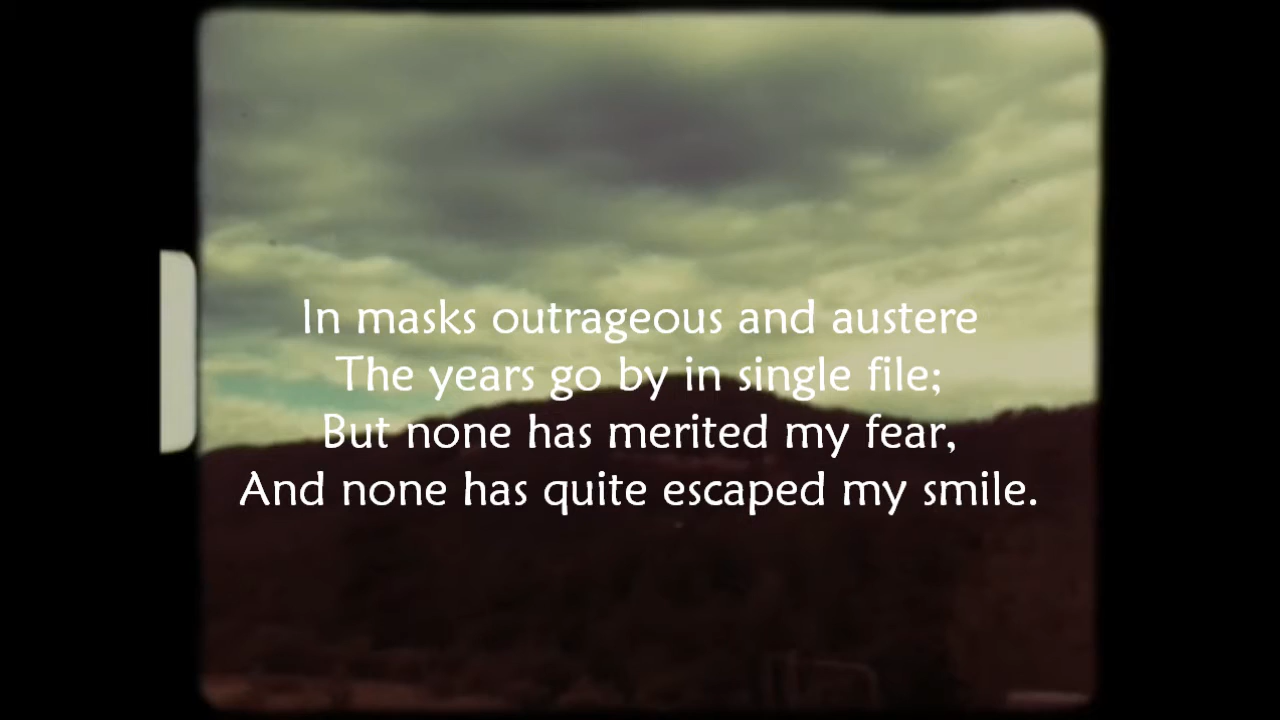 In masks outrageous and austere
The years go by in single file;
But none has merited my fear,
And none has quite escaped my smile.